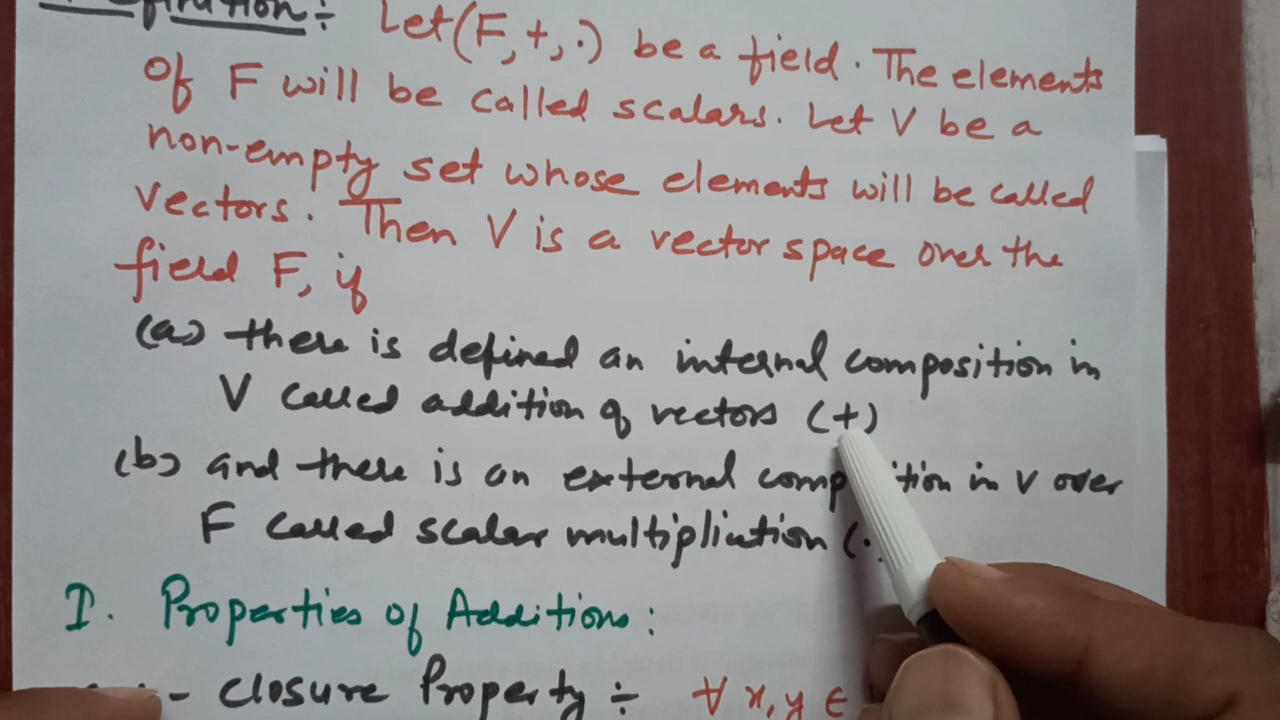 Definition ÷ Let (F, +, ·) be a field. The elements
of F will be called scalars. Let V be a
non-empty set whose elements will be called
vectors. Then V is a vector space over the
field F, if
(a) there is defined an internal composition in
V called addition of vectors (+)
(b) and there is an external comp ition in V over
F called scalar multipliution (·
I. Properties of Additions:
- Closure Property ÷ ∀ x, y ∈